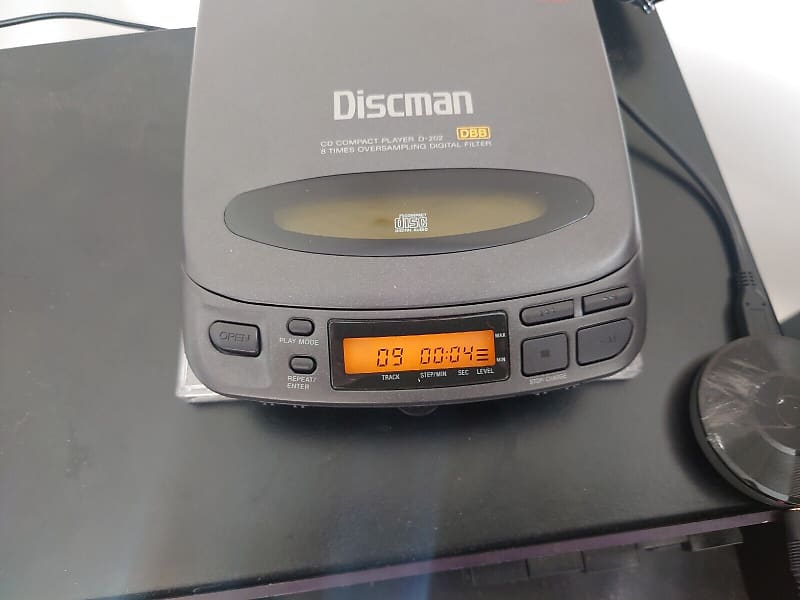 Discman
CD COMPACT PLAYER D-202 DBB
8 TIMES OVERSAMPLING DIGITAL FILTER
COMPACT
disc
DIGITAL AUDIO
OPEN
PLAY MODE
REPEAT/
ENTER
09 00:04
MAX
MIN
TRACK STEP/MIN SEC LEVEL
STOP/CHARGE